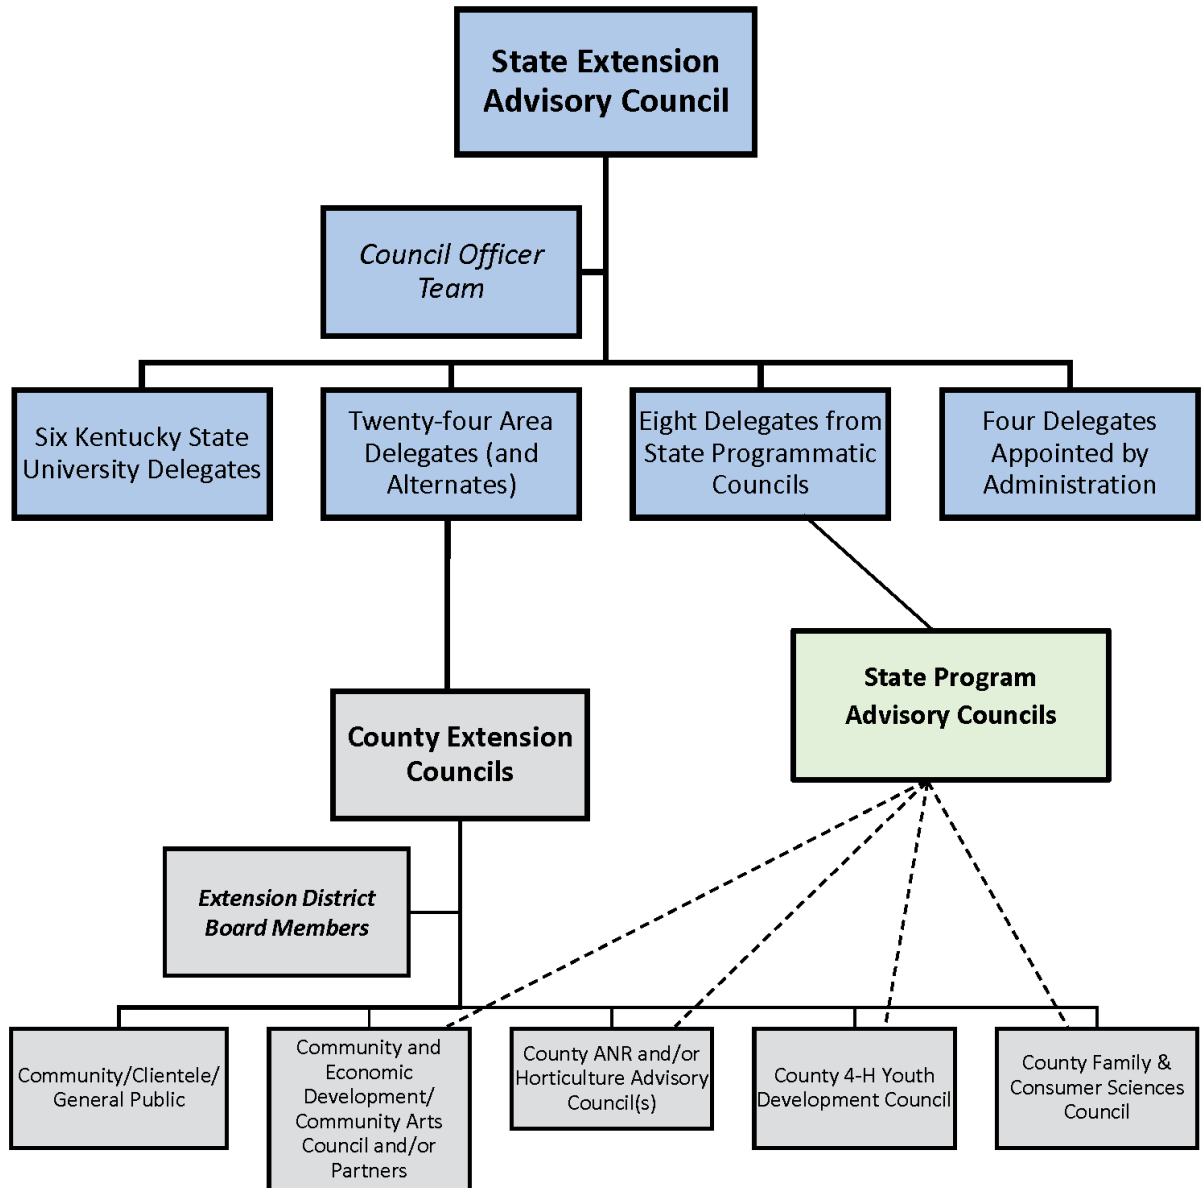 State Extension
Advisory Council
Council Officer
Team
Six Kentucky State
University Delegates
Twenty-four Area
Delegates (and
Alternates)
Eight Delegates from
State Programmatic
Councils
Four Delegates
Appointed by
Administration
State Program
Advisory Councils
County Extension
Councils
Extension District
Board Members
Community/Clientele/
General Public
Community and
Economic
Development/
Community Arts
Council and/or
Partners
County ANR and/or
Horticulture Advisory
Council(s)
County 4-H Youth
Development Council
County Family &
Consumer Sciences
Council